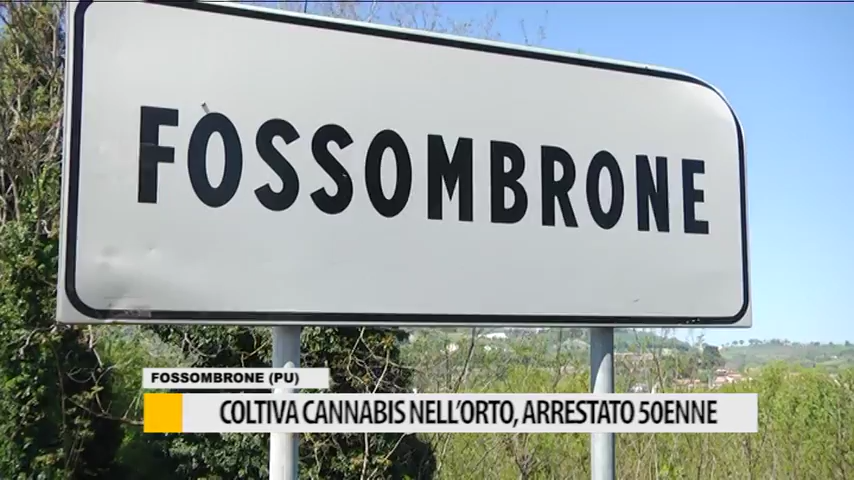 FOSSOMBRONE
FOSSOMBRONE (PU)
COLTIVA CANNABIS NELL'ORTO, ARRESTATO 50ENNE